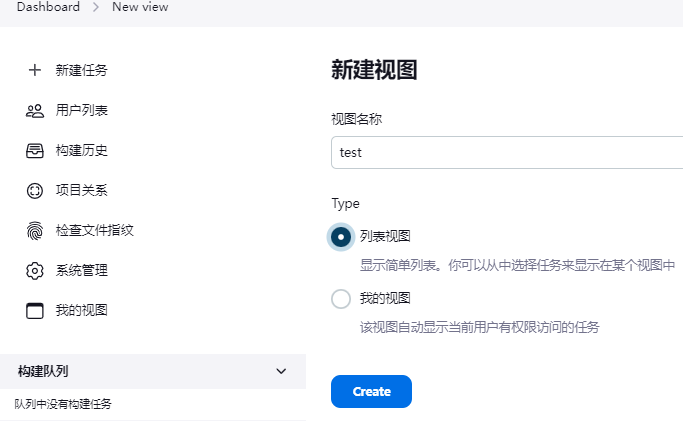 Dashboard > New view
新建任务
用户列表
构建历史
项目关系
检查文件指纹
系统管理
我的视图
构建队列
队列中没有构建任务
新建视图
视图名称
test
Type
列表视图
显示简单列表。你可以从中选择任务来显示在某个视图中
我的视图
该视图自动显示当前用户有权限访问的任务
Create